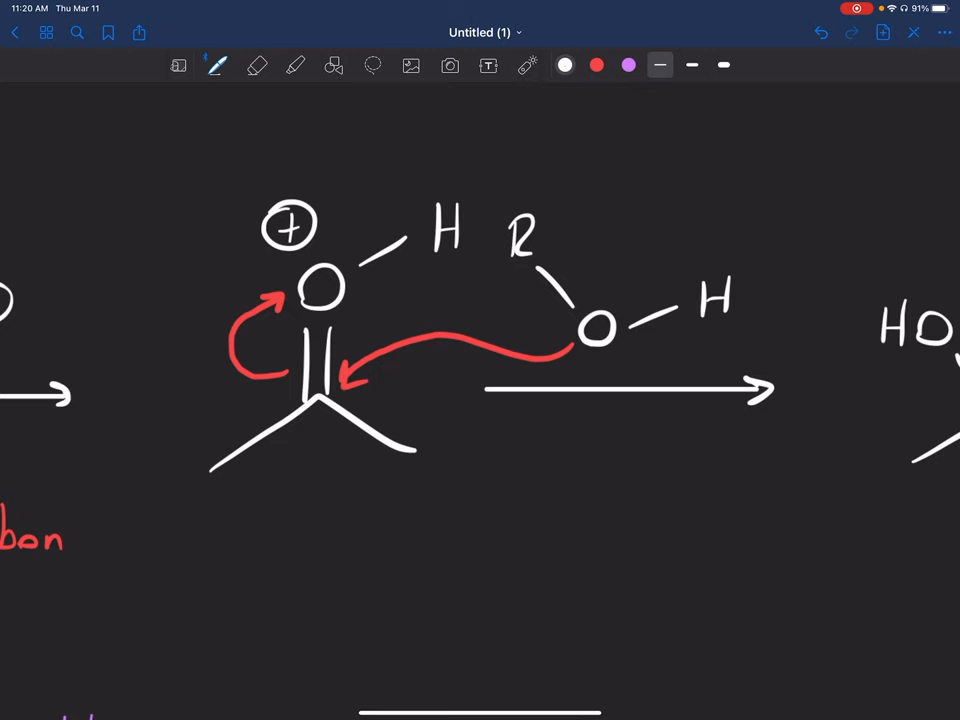 11:20 AM Thu Mar 11
91%
Untitled (1)
+
H R
O
O H
HO
bon